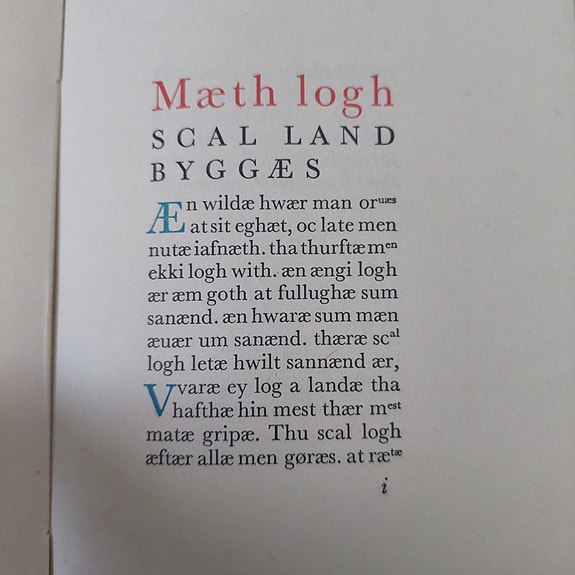 Mæth logh
SCAL LAND
BYGGÆS
Æn wildæ hwær man oruæs
at sit eghæt, oc late men
nutæ iafnæth. tha thurftæ men
ekki logh with. æn ængi logh
ær æm goth at fullughæ sum
sanænd. æn hwaræ sum mæn
æuær um sanænd. thæræ scal
logh letæ hwilt sannænd ær,
Vvaræ ey log a landæ tha
hafthæ hin mest thær mest
matæ gripæ. Thu scal logh
æftær allæ men gøræs. at rætæ
i